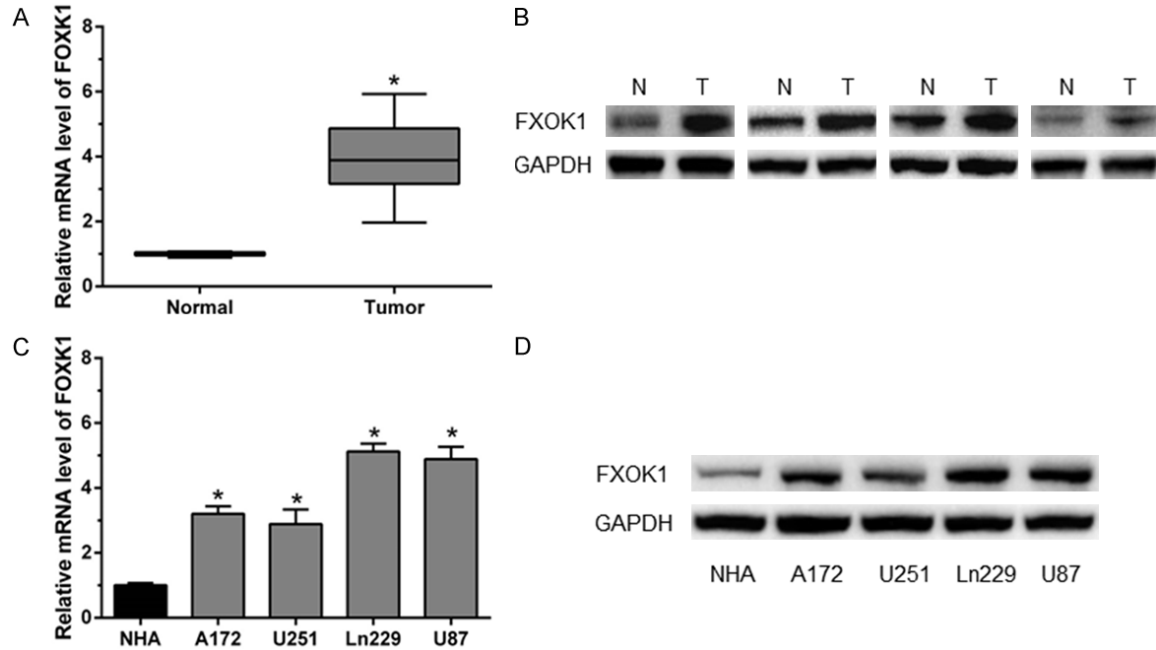 A
Relative mRNA level of FOXK1
8
6
4
2
0
*
Normal Tumor
B
N T N T N T N T
FXOK1
GAPDH
C
Relative mRNA level of FOXK1
8
6
4
2
0
* * * *
NHA A172 U251 Ln229 U87
D
FXOK1
GAPDH
NHA A172 U251 Ln229 U87